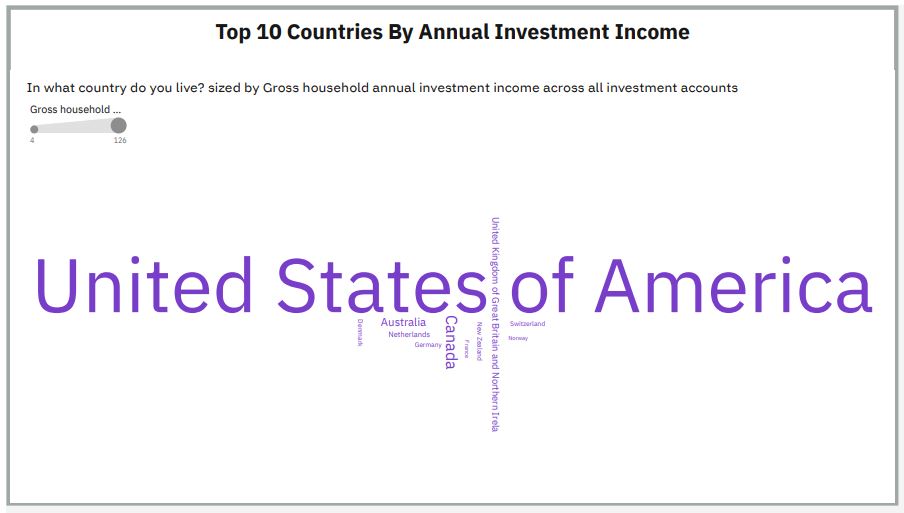 Top 10 Countries By Annual Investment Income
In what country do you live? sized by Gross household annual investment income across all investment accounts
Gross household ...
4
126
United States of America
United Kingdom of Great Britain and Northern Irela
Denmark
Australia
Netherlands
Germany
Canada
France
New Zealand
Switzerland
Norway